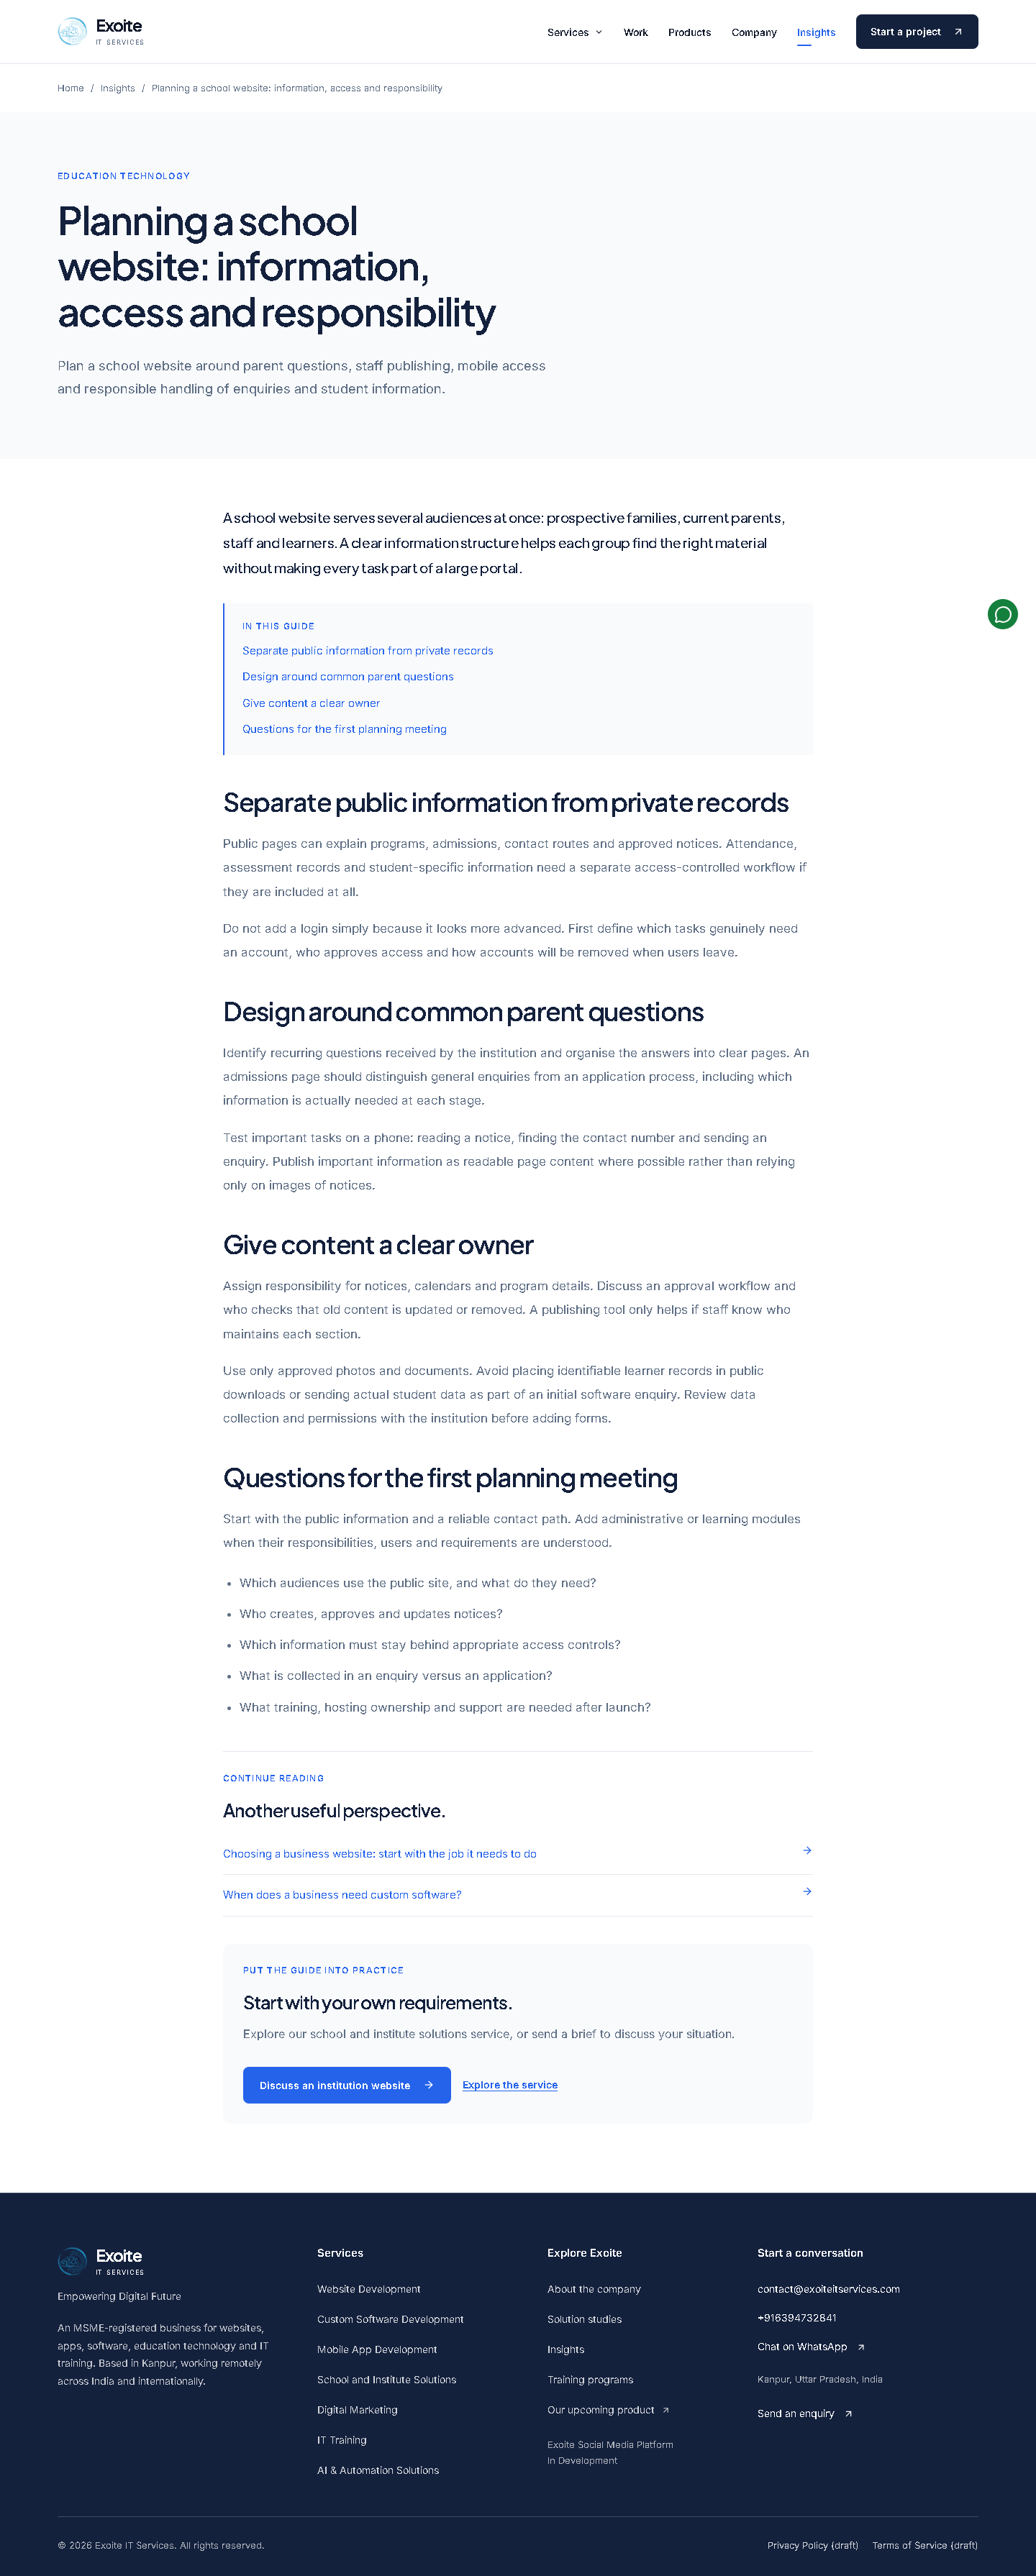 Exoite
IT SERVICES
Services
Work
Products
Company
Insights
Start a project
Home / Insights / Planning a school website: information, access and responsibility
EDUCATION TECHNOLOGY
Planning a school
website: information,
access and responsibility
Plan a school website around parent questions, staff publishing, mobile access
and responsible handling of enquiries and student information.
A school website serves several audiences at once: prospective families, current parents,
staff and learners. A clear information structure helps each group find the right material
without making every task part of a large portal.
IN THIS GUIDE
Separate public information from private records
Design around common parent questions
Give content a clear owner
Questions for the first planning meeting
Separate public information from private records
Public pages can explain programs, admissions, contact routes and approved notices. Attendance,
assessment records and student-specific information need a separate access-controlled workflow if
they are included at all.
Do not add a login simply because it looks more advanced. First define which tasks genuinely need
an account, who approves access and how accounts will be removed when users leave.
Design around common parent questions
Identify recurring questions received by the institution and organise the answers into clear pages. An
admissions page should distinguish general enquiries from an application process, including which
information is actually needed at each stage.
Test important tasks on a phone: reading a notice, finding the contact number and sending an
enquiry. Publish important information as readable page content where possible rather than relying
only on images of notices.
Give content a clear owner
Assign responsibility for notices, calendars and program details. Discuss an approval workflow and
who checks that old content is updated or removed. A publishing tool only helps if staff know who
maintains each section.
Use only approved photos and documents. Avoid placing identifiable learner records in public
downloads or sending actual student data as part of an initial software enquiry. Review data
collection and permissions with the institution before adding forms.
Questions for the first planning meeting
Start with the public information and a reliable contact path. Add administrative or learning modules
when their responsibilities, users and requirements are understood.
• Which audiences use the public site, and what do they need?
• Who creates, approves and updates notices?
• Which information must stay behind appropriate access controls?
• What is collected in an enquiry versus an application?
• What training, hosting ownership and support are needed after launch?
CONTINUE READING
Another useful perspective.
Choosing a business website: start with the job it needs to do
When does a business need custom software?
PUT THE GUIDE INTO PRACTICE
Start with your own requirements.
Explore our school and institute solutions service, or send a brief to discuss your situation.
Discuss an institution website
Explore the service
Exoite
IT SERVICES
Empowering Digital Future
An MSME-registered business for websites,
apps, software, education technology and IT
training. Based in Kanpur, working remotely
across India and internationally.
Services
Website Development
Custom Software Development
Mobile App Development
School and Institute Solutions
Digital Marketing
IT Training
AI & Automation Solutions
Explore Exoite
About the company
Solution studies
Insights
Training programs
Our upcoming product
Exoite Social Media Platform
In Development
Start a conversation
contact@exoiteitservices.com
+916394732841
Chat on WhatsApp
Kanpur, Uttar Pradesh, India
Send an enquiry
© 2026 Exoite IT Services. All rights reserved.
Privacy Policy (draft)
Terms of Service (draft)